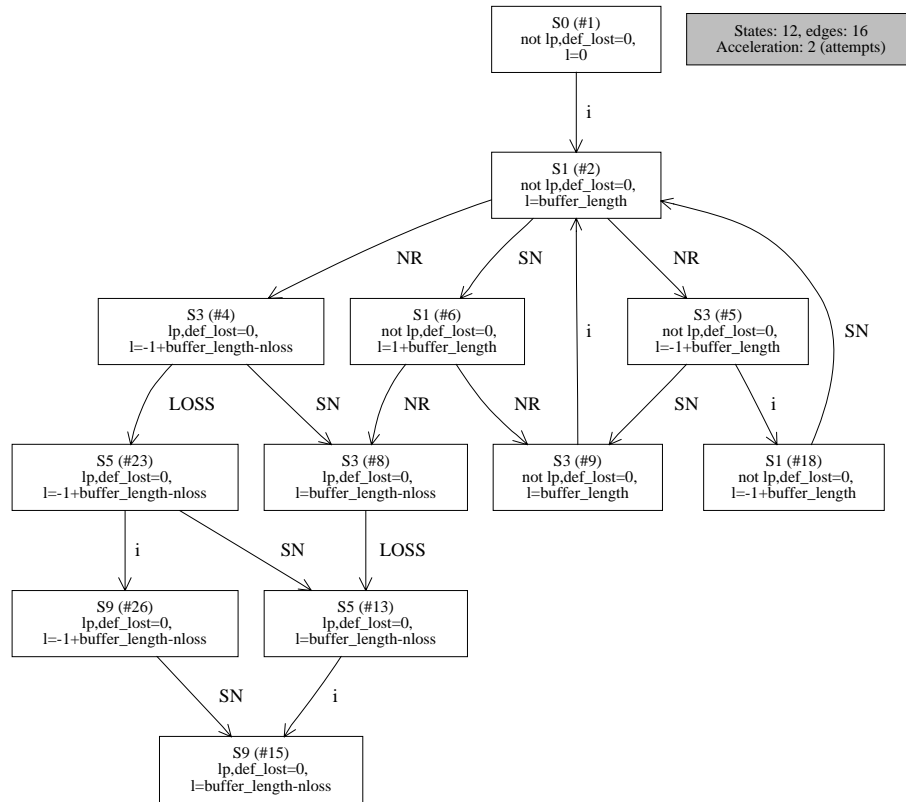 S0 (#1)
not lp,def_lost=0,
l=0
States: 12, edges: 16
Acceleration: 2 (attempts)
i
S1 (#2)
not lp,def_lost=0,
l=buffer_length
NR
SN
NR
S3 (#4)
lp,def_lost=0,
l=-1+buffer_length-nloss
S1 (#6)
not lp,def_lost=0,
l=1+buffer_length
i
S3 (#5)
not lp,def_lost=0,
l=-1+buffer_length
SN
LOSS
SN
NR
NR
SN
i
S5 (#23)
lp,def_lost=0,
l=-1+buffer_length-nloss
S3 (#8)
lp,def_lost=0,
l=buffer_length-nloss
S3 (#9)
not lp,def_lost=0,
l=buffer_length
S1 (#18)
not lp,def_lost=0,
l=-1+buffer_length
i
SN
LOSS
S9 (#26)
lp,def_lost=0,
l=-1+buffer_length-nloss
S5 (#13)
lp,def_lost=0,
l=buffer_length-nloss
SN
i
S9 (#15)
lp,def_lost=0,
l=buffer_length-nloss